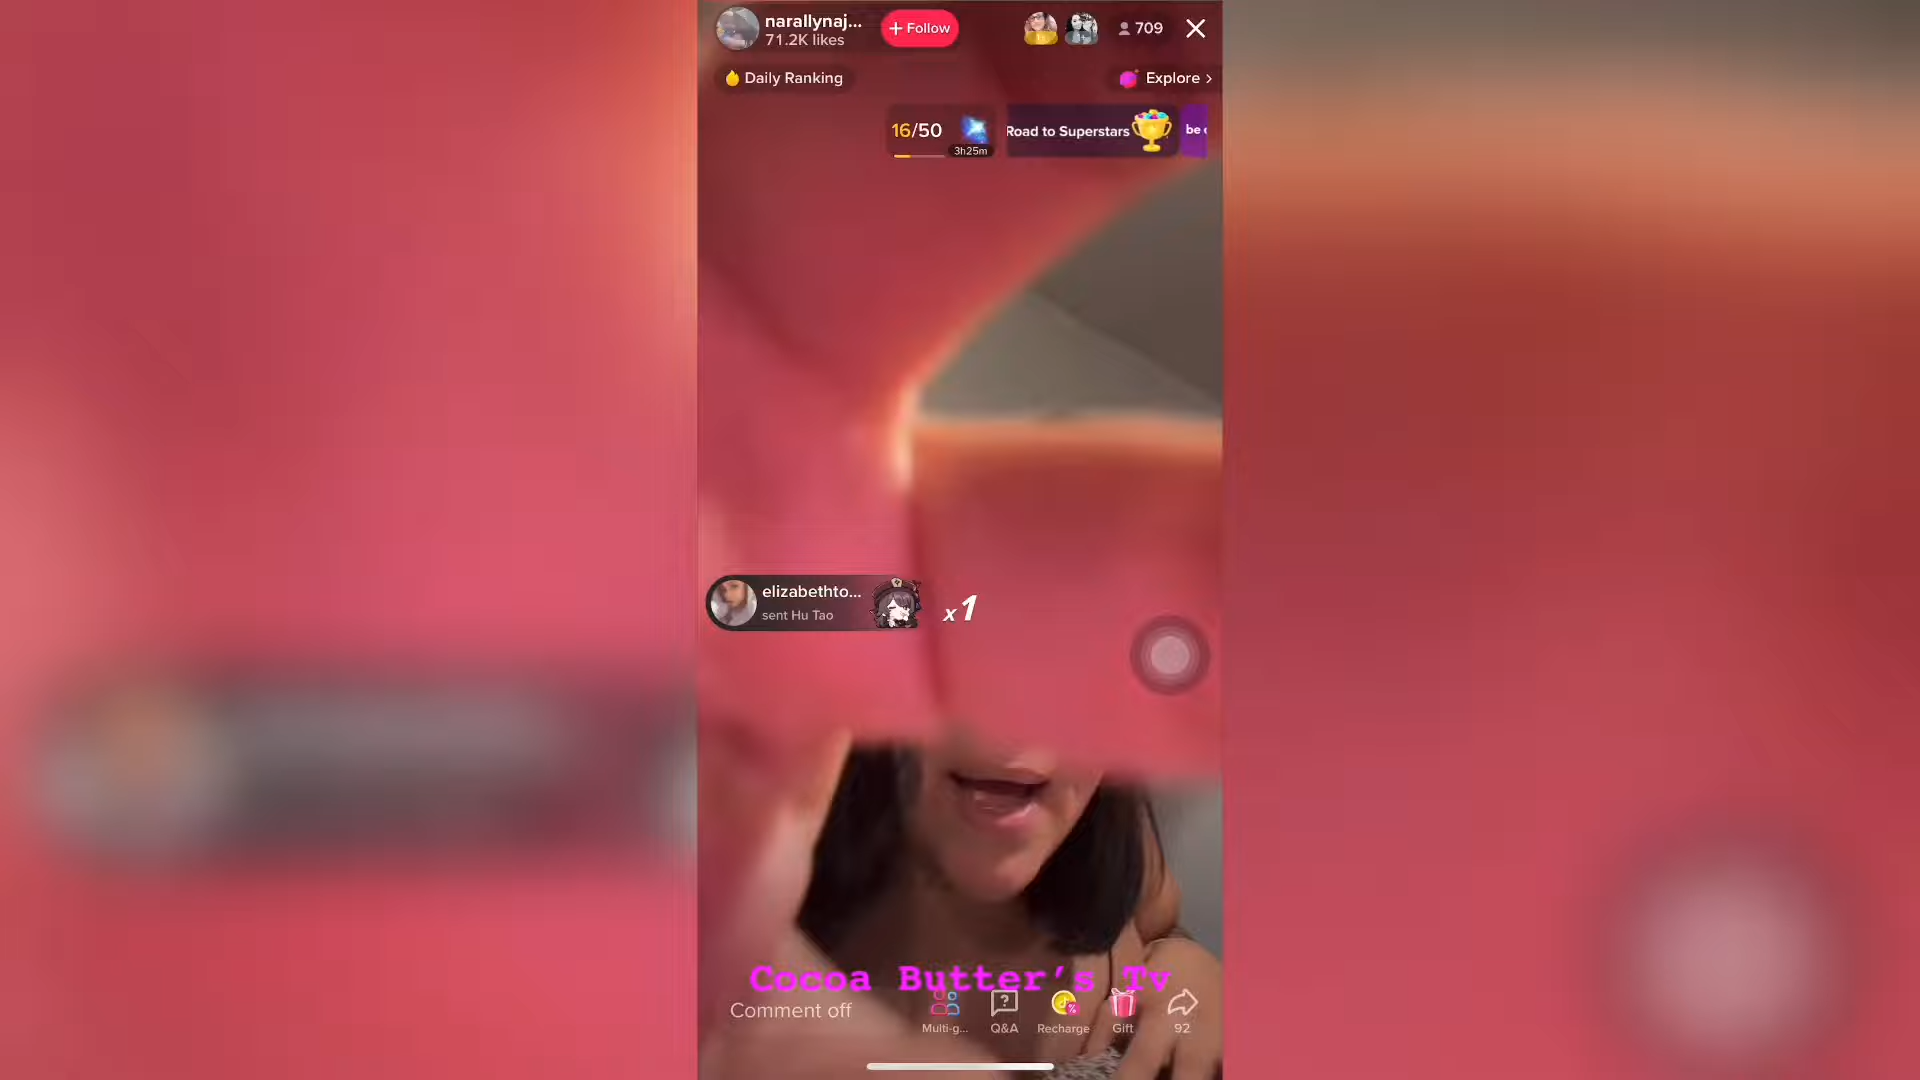 narallynaj...
71.2K likes
+ Follow
709
Daily Ranking
Explore >
16/50
3h25m
Road to Superstars
be
elizabethto...
sent Hu Tao
x1
Cocoa Butter's Tv
Comment off
Multi-g...
Q&A
Recharge
Gift
92